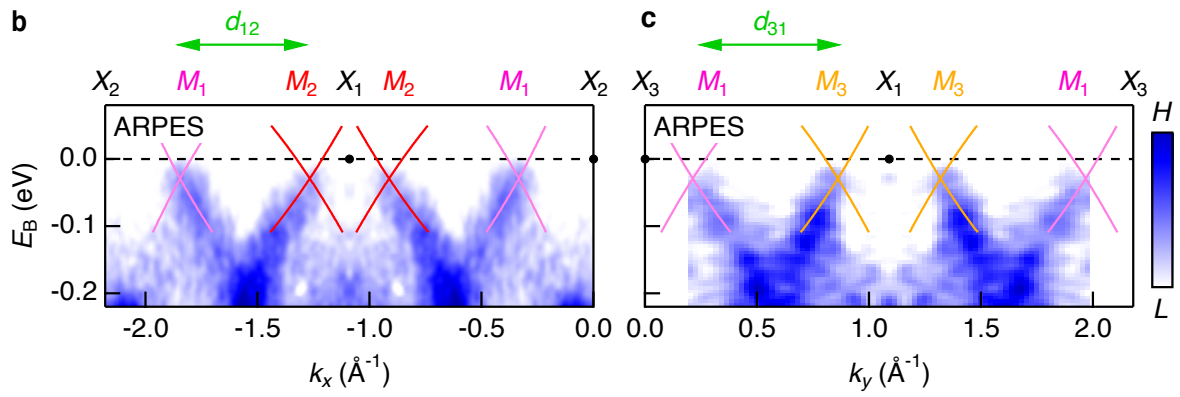 b
d12
X2 M1 M2 X1 M2 M1 X2
ARPES
EB (eV)
0.0
-0.1
-0.2
-2.0 -1.5 -1.0 -0.5 0.0
kx (Å-1)
c
d31
X3 M1 M3 X1 M3 M1 X3
ARPES
0.0 0.5 1.0 1.5 2.0
ky (Å-1)
H
L